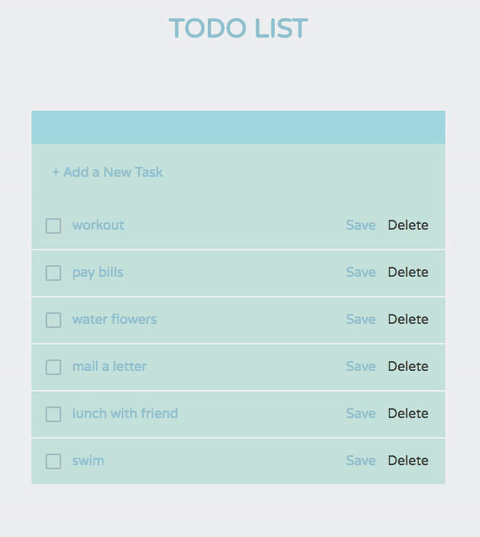 TODO LIST
+ Add a New Task
workout Save Delete
pay bills Save Delete
water flowers Save Delete
mail a letter Save Delete
lunch with friend Save Delete
swim Save Delete